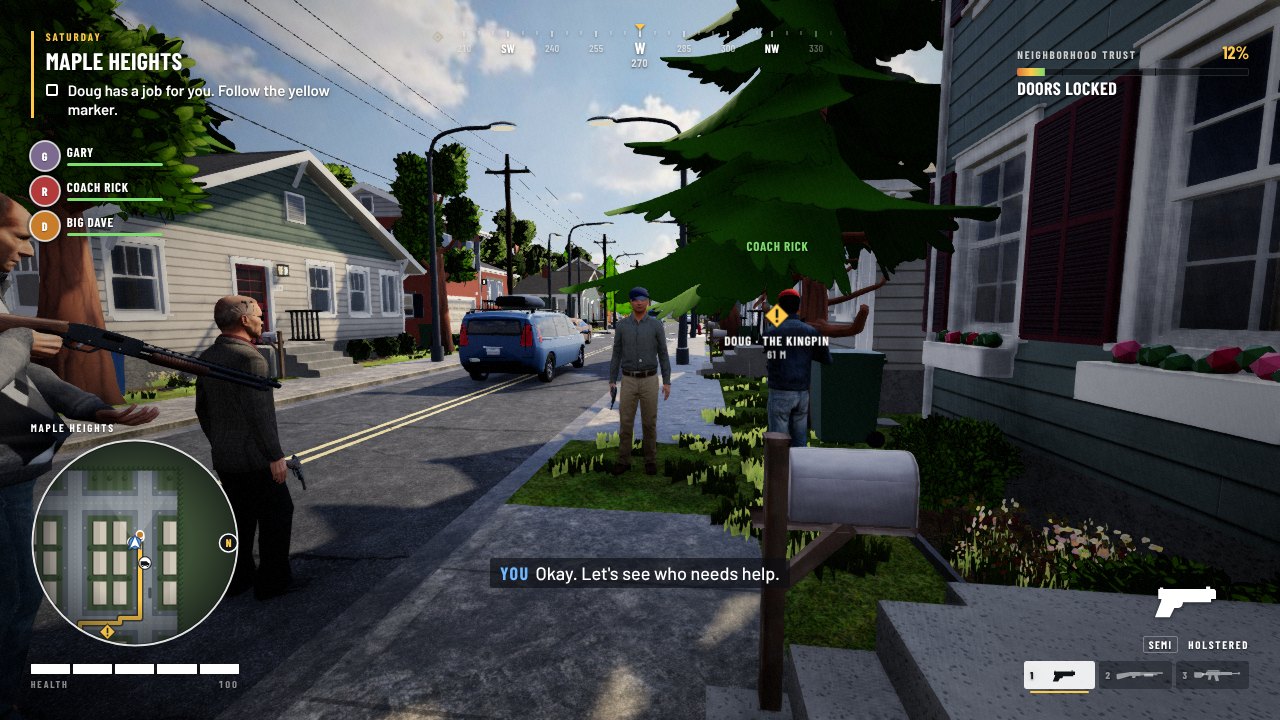 SATURDAY
MAPLE HEIGHTS
Doug has a job for you. Follow the yellow
marker.
G GARY
R COACH RICK
D BIG DAVE
210 SW 240 255 W 285 300 NW 330
270
NEIGHBORHOOD TRUST 12%
DOORS LOCKED
COACH RICK
DOUG - THE KINGPIN
61 M
MAPLE HEIGHTS
N
YOU Okay. Let's see who needs help.
HEALTH 100
SEMI HOLSTERED
1 2 3